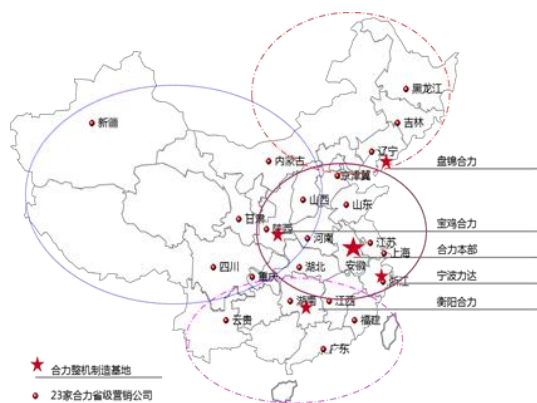 黑龙江
新疆
吉林
辽宁
内蒙古
盘锦合力
京津冀
山西
山东
甘肃
陕西
宝鸡合力
河南
江苏
合力本部
上海
安徽
四川
湖北
重庆
浙江
宁波力达
湖南
江西
衡阳合力
云贵
福建
广东
合力整机制造基地
23家合力省级营销公司